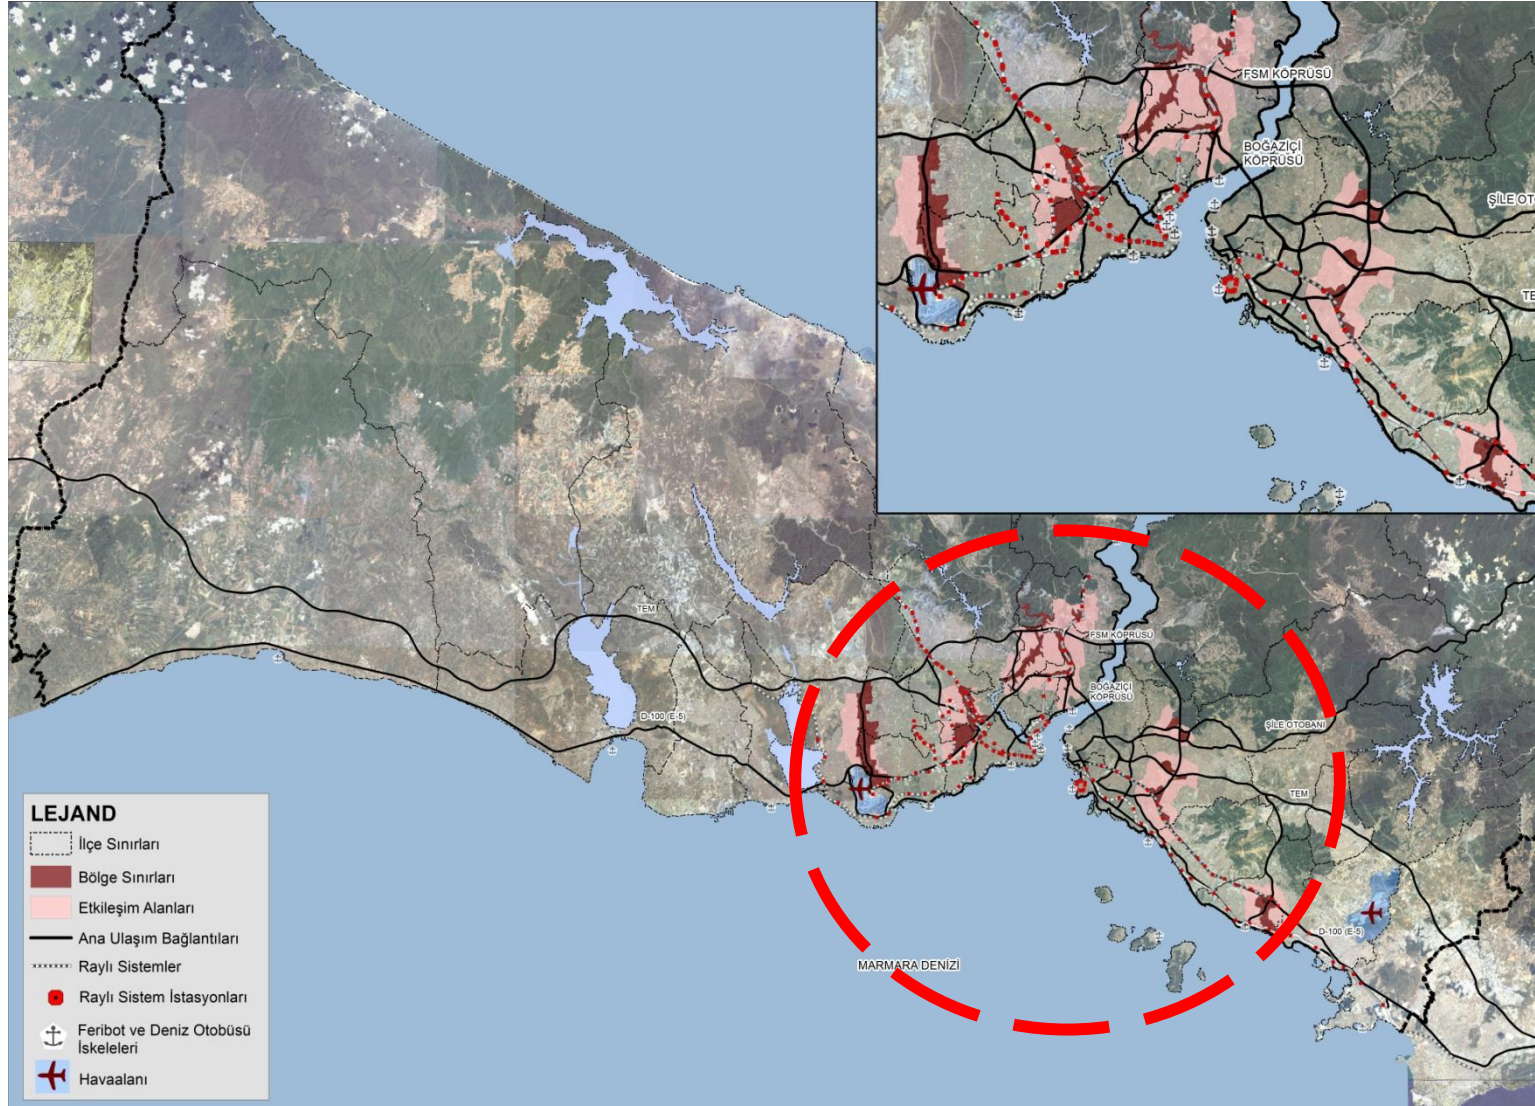 FSM KÖPRÜSÜ
BOĞAZİÇİ
KÖPRÜSÜ
ŞİLE OT
TE
TEM
FSM KÖPRÜSÜ
BOĞAZİÇİ
KÖPRÜSÜ
D-100 (E-5)
ŞİLE OTOBANI
TEM
D-100 (E-5)
MARMARA DENİZİ
LEJAND
İlçe Sınırları
Bölge Sınırları
Etkileşim Alanları
Ana Ulaşım Bağlantıları
Raylı Sistemler
Raylı Sistem İstasyonları
Feribot ve Deniz Otobüsü
İskeleleri
Havaalanı